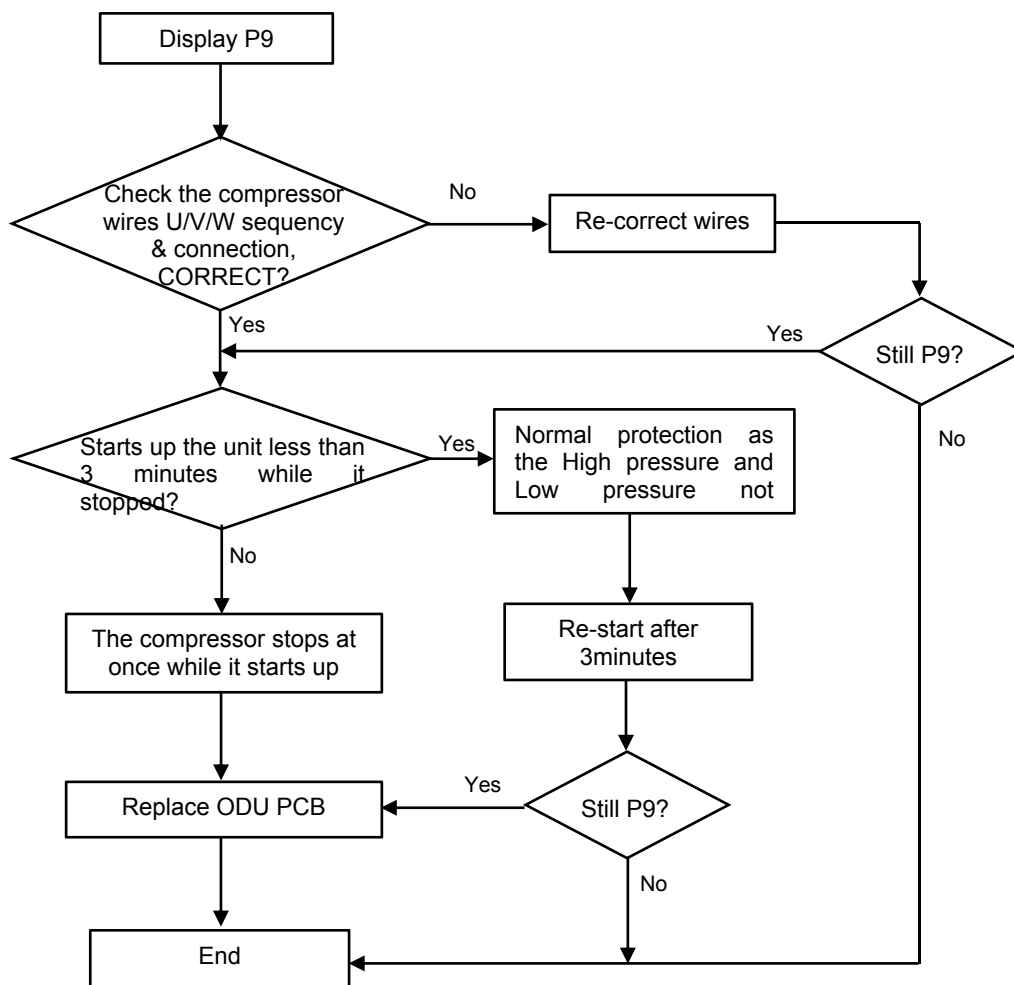 Display P9
Check the compressor
wires U/V/W sequency
& connection,
CORRECT?
No
Re-correct wires
Yes
Yes
Still P9?
No
Starts up the unit less than
3 minutes while it
stopped?
Yes
Normal protection as
the High pressure and
Low pressure not
No
The compressor stops at
once while it starts up
Re-start after
3minutes
Yes
Replace ODU PCB
Still P9?
No
End